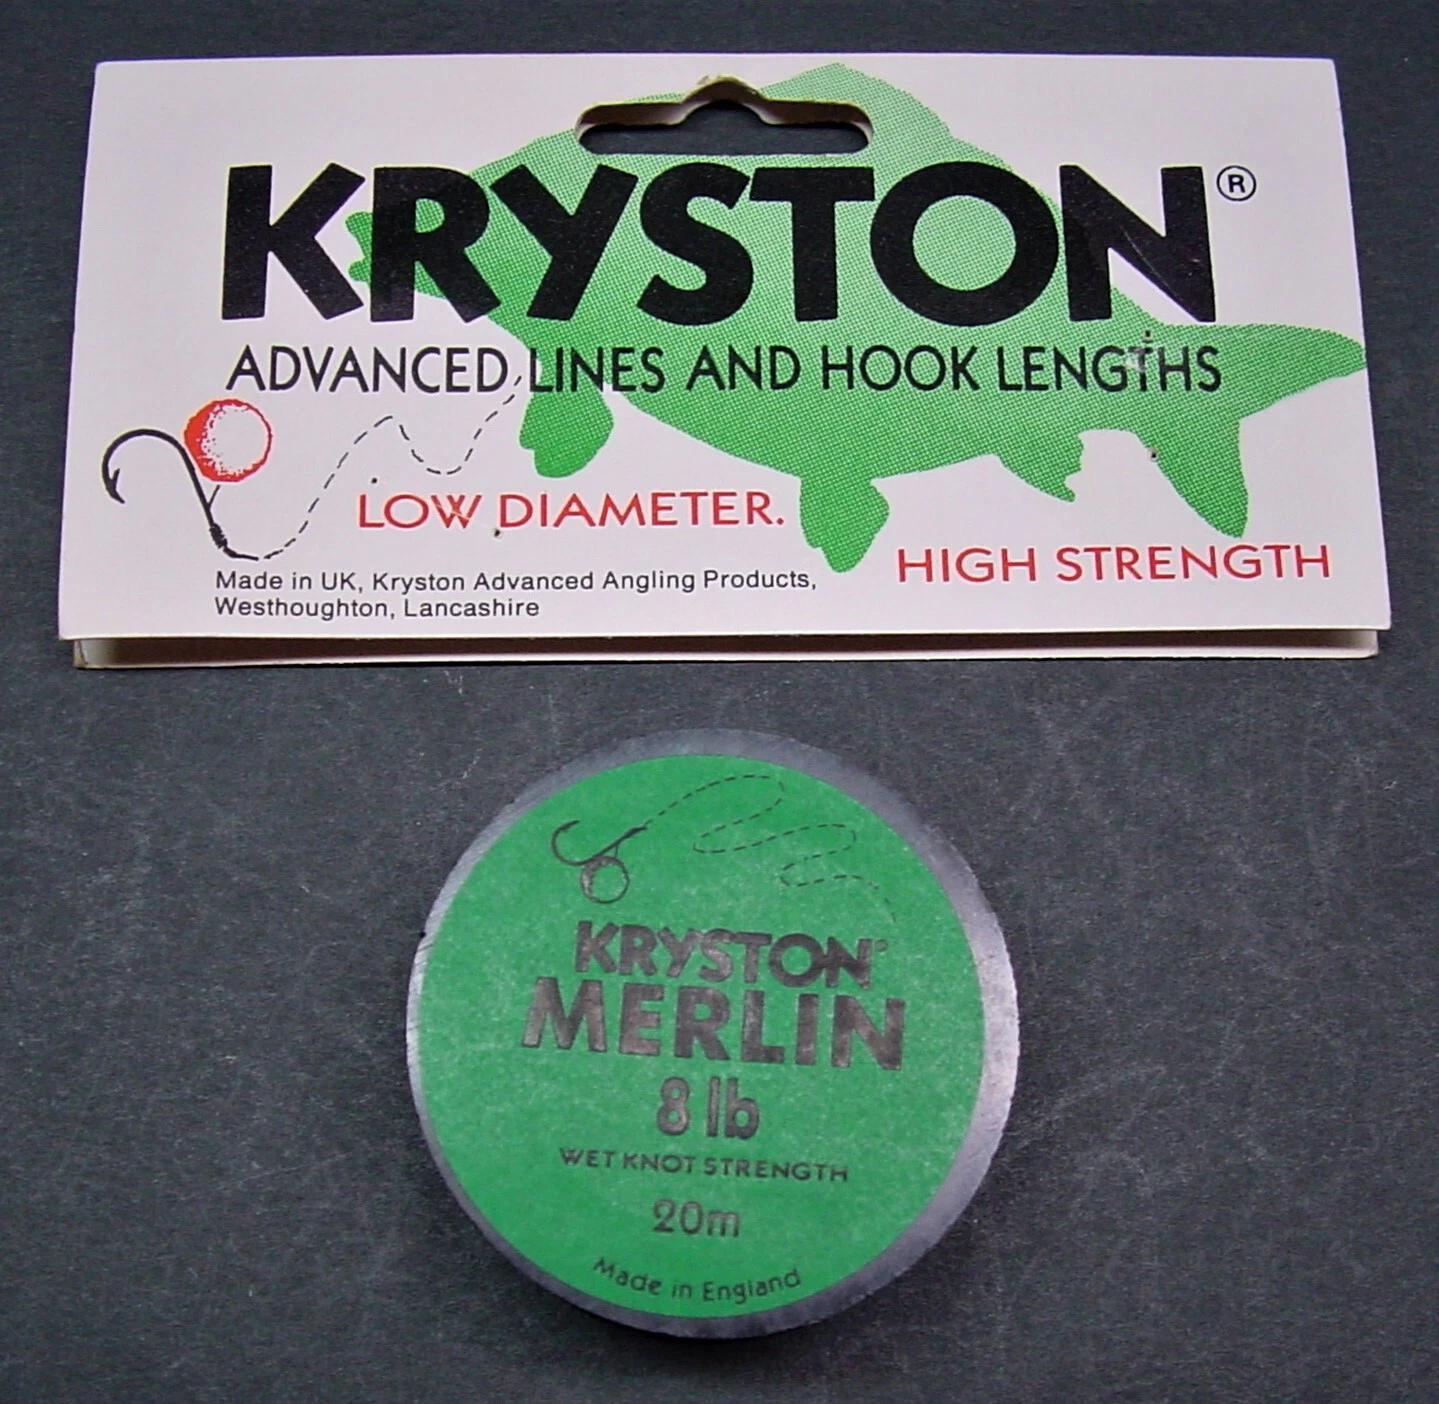 KRYSTON®
ADVANCED LINES AND HOOK LENGTHS
LOW DIAMETER.
HIGH STRENGTH
Made in UK, Kryston Advanced Angling Products,
Westhoughton, Lancashire
KRYSTON®
MERLIN
8 lb
WET KNOT STRENGTH
20m
Made in England